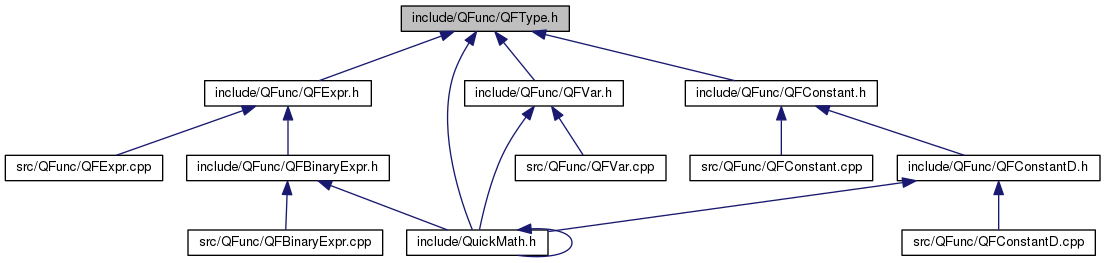 include/QFunc/QFType.h
include/QFunc/QFExpr.h
include/QFunc/QFVar.h
include/QFunc/QFConstant.h
src/QFunc/QFExpr.cpp
include/QFunc/QFBinaryExpr.h
src/QFunc/QFVar.cpp
src/QFunc/QFConstant.cpp
include/QFunc/QFConstantD.h
src/QFunc/QFBinaryExpr.cpp
include/QuickMath.h
src/QFunc/QFConstantD.cpp